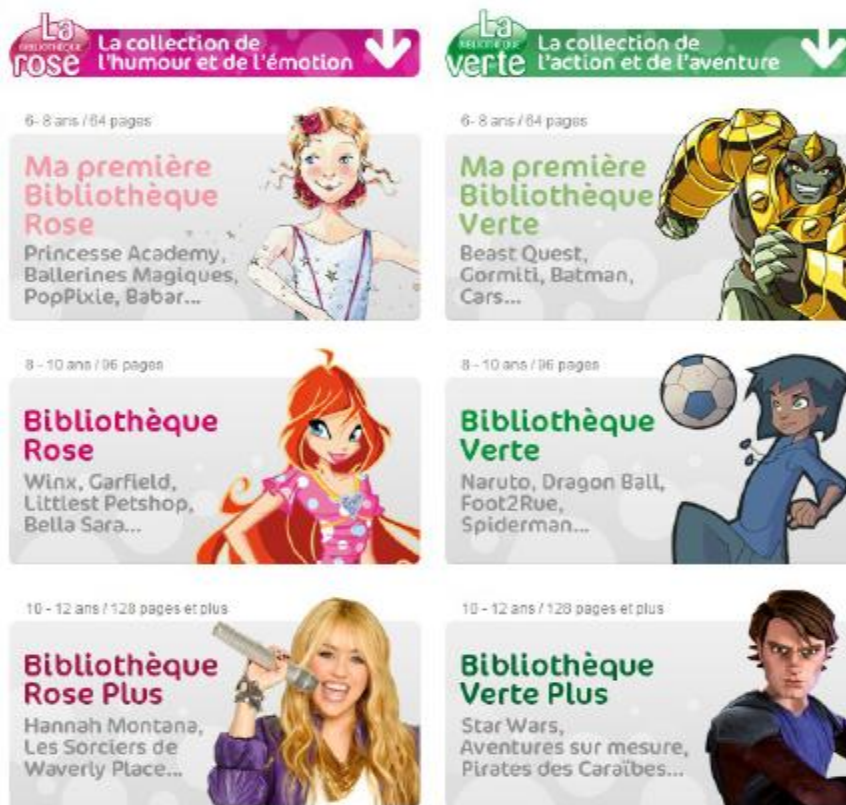 La
BIBLIOTHÈQUE
rose
La collection de
l'humour et de l'émotion
6- 8 ans / 64 pages
Ma première
Bibliothèque
Rose
Princesse Academy,
Ballerines Magiques,
PopPixie, Babar...
8 - 10 ans / 96 pages
Bibliothèque
Rose
Winx, Garfield,
Littlest Petshop,
Bella Sara...
10 - 12 ans / 128 pages et plus
Bibliothèque
Rose Plus
Hannah Montana,
Les Sorciers de
Waverly Place...
La
BIBLIOTHÈQUE
verte
La collection de
l'action et de l'aventure
6- 8 ans / 64 pages
Ma première
Bibliothèque
Verte
Beast Quest,
Gormiti, Batman,
Cars...
8 - 10 ans / 96 pages
Bibliothèque
Verte
Naruto, Dragon Ball,
Foot2Rue,
Spiderman...
10 - 12 ans / 128 pages et plus
Bibliothèque
Verte Plus
Star Wars,
Aventures sur mesure,
Pirates des Caraïbes...